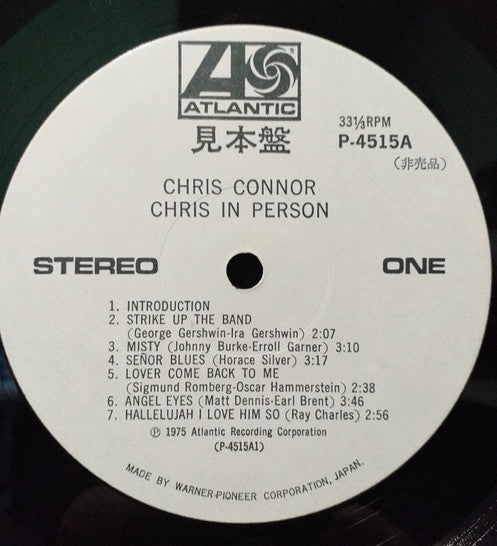 ATLANTIC
見本盤
33⅓RPM
P-4515A
(非売品)
CHRIS CONNOR
CHRIS IN PERSON
STEREO
ONE
1. INTRODUCTION
2. STRIKE UP THE BAND
(George Gershwin-Ira Gershwin) 2:07
3. MISTY (Johnny Burke-Erroll Garner) 3:10
4. SEÑOR BLUES (Horace Silver) 3:17
5. LOVER COME BACK TO ME
(Sigmund Romberg-Oscar Hammerstein) 2:38
6. ANGEL EYES (Matt Dennis-Earl Brent) 3:46
7. HALLELUJAH I LOVE HIM SO (Ray Charles) 2:56
℗ 1975 Atlantic Recording Corporation
(P-4515A1)
MADE BY WARNER-PIONEER CORPORATION, JAPAN.